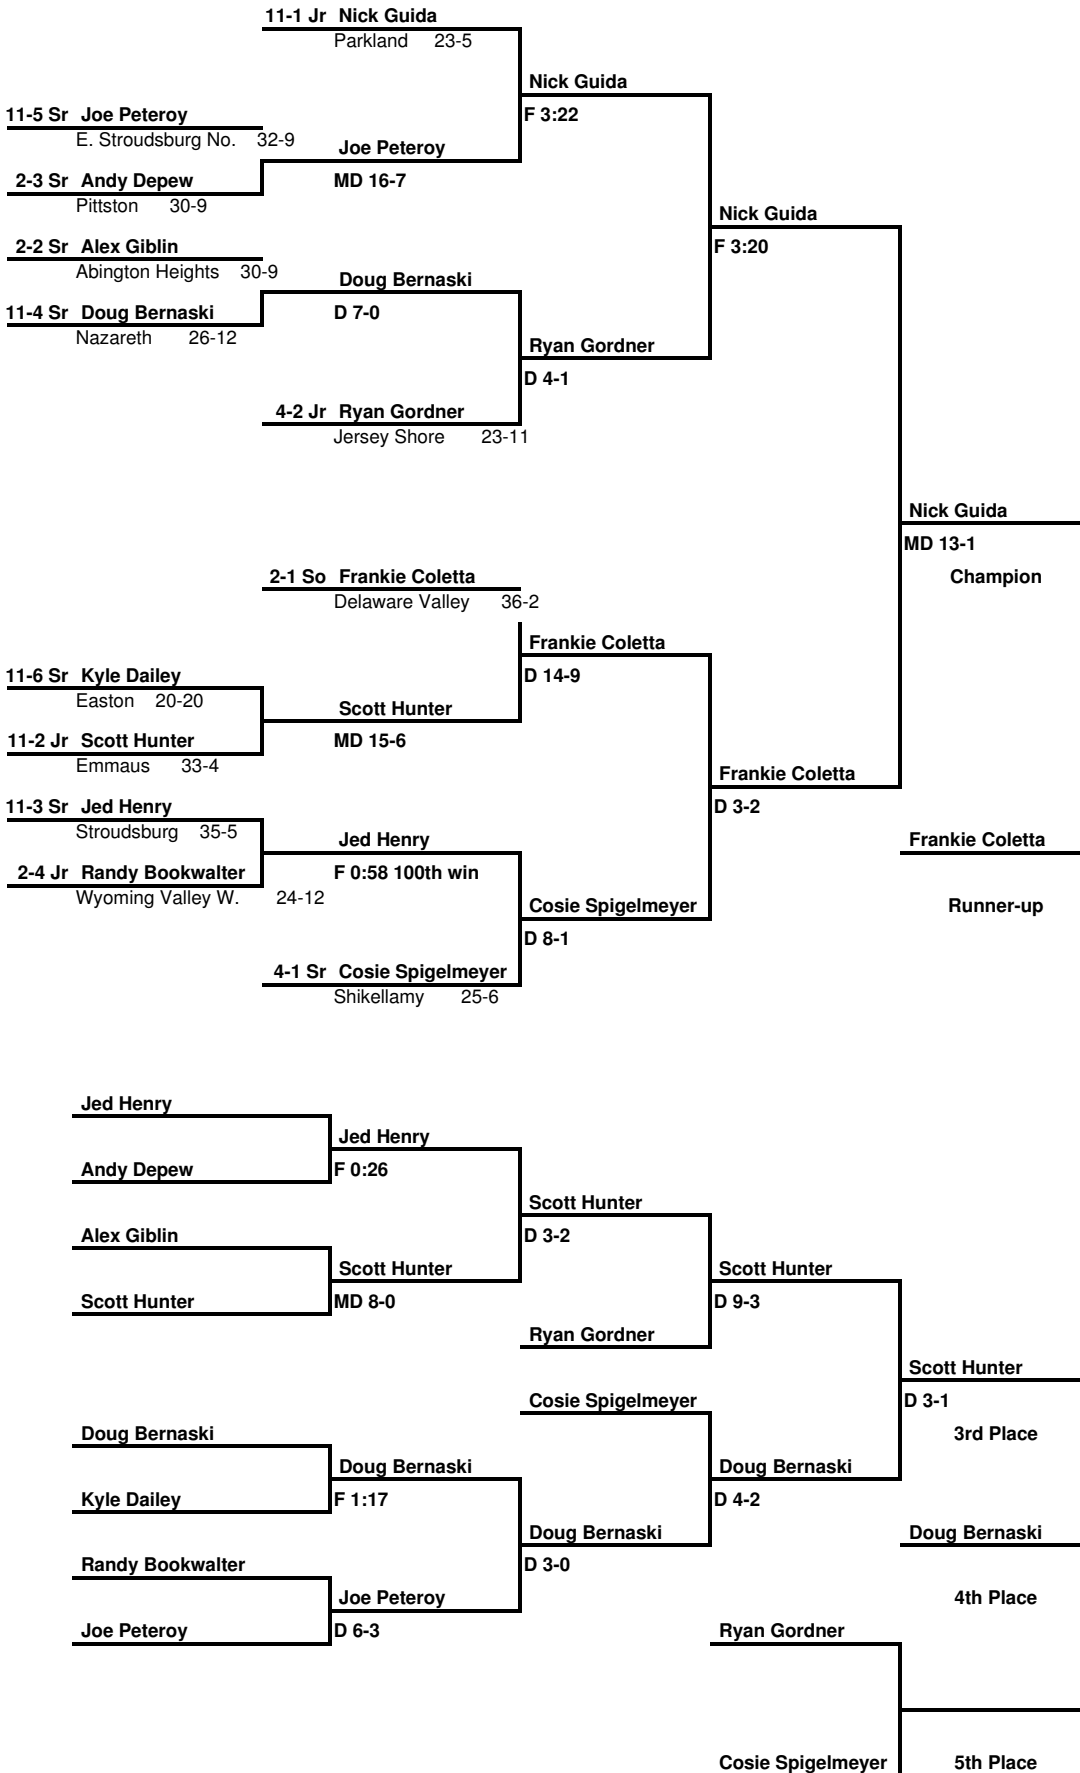 11-1 Jr Nick Guida
Parkland 23-5
Nick Guida
11-5 Sr Joe Peteroy
F 3:22
E. Stroudsburg No. 32-9
Joe Peteroy
2-3 Sr Andy Depew
MD 16-7
Pittston 30-9
Nick Guida
2-2 Sr Alex Giblin
F 3:20
Abington Heights 30-9
Doug Bernaski
11-4 Sr Doug Bernaski
D 7-0
Nazareth 26-12
Ryan Gordner
D 4-1
4-2 Jr Ryan Gordner
Jersey Shore 23-11
Nick Guida
MD 13-1
2-1 So Frankie Coletta
Champion
Delaware Valley 36-2
Frankie Coletta
11-6 Sr Kyle Dailey
D 14-9
Easton 20-20
Scott Hunter
11-2 Jr Scott Hunter
MD 15-6
Emmaus 33-4
Frankie Coletta
11-3 Sr Jed Henry
D 3-2
Stroudsburg 35-5
Jed Henry
Frankie Coletta
2-4 Jr Randy Bookwalter
F 0:58 100th win
Wyoming Valley W. 24-12
Cosie Spigelmeyer
Runner-up
D 8-1
4-1 Sr Cosie Spigelmeyer
Shikellamy 25-6
Jed Henry
Jed Henry
Andy Depew
F 0:26
Scott Hunter
Alex Giblin
D 3-2
Scott Hunter
Scott Hunter
Scott Hunter
MD 8-0
D 9-3
Ryan Gordner
Scott Hunter
Cosie Spigelmeyer
D 3-1
Doug Bernaski
3rd Place
Doug Bernaski
Doug Bernaski
Kyle Dailey
F 1:17
D 4-2
Doug Bernaski
Doug Bernaski
Randy Bookwalter
D 3-0
Joe Peteroy
4th Place
Joe Peteroy
D 6-3
Ryan Gordner
Cosie Spigelmeyer
5th Place